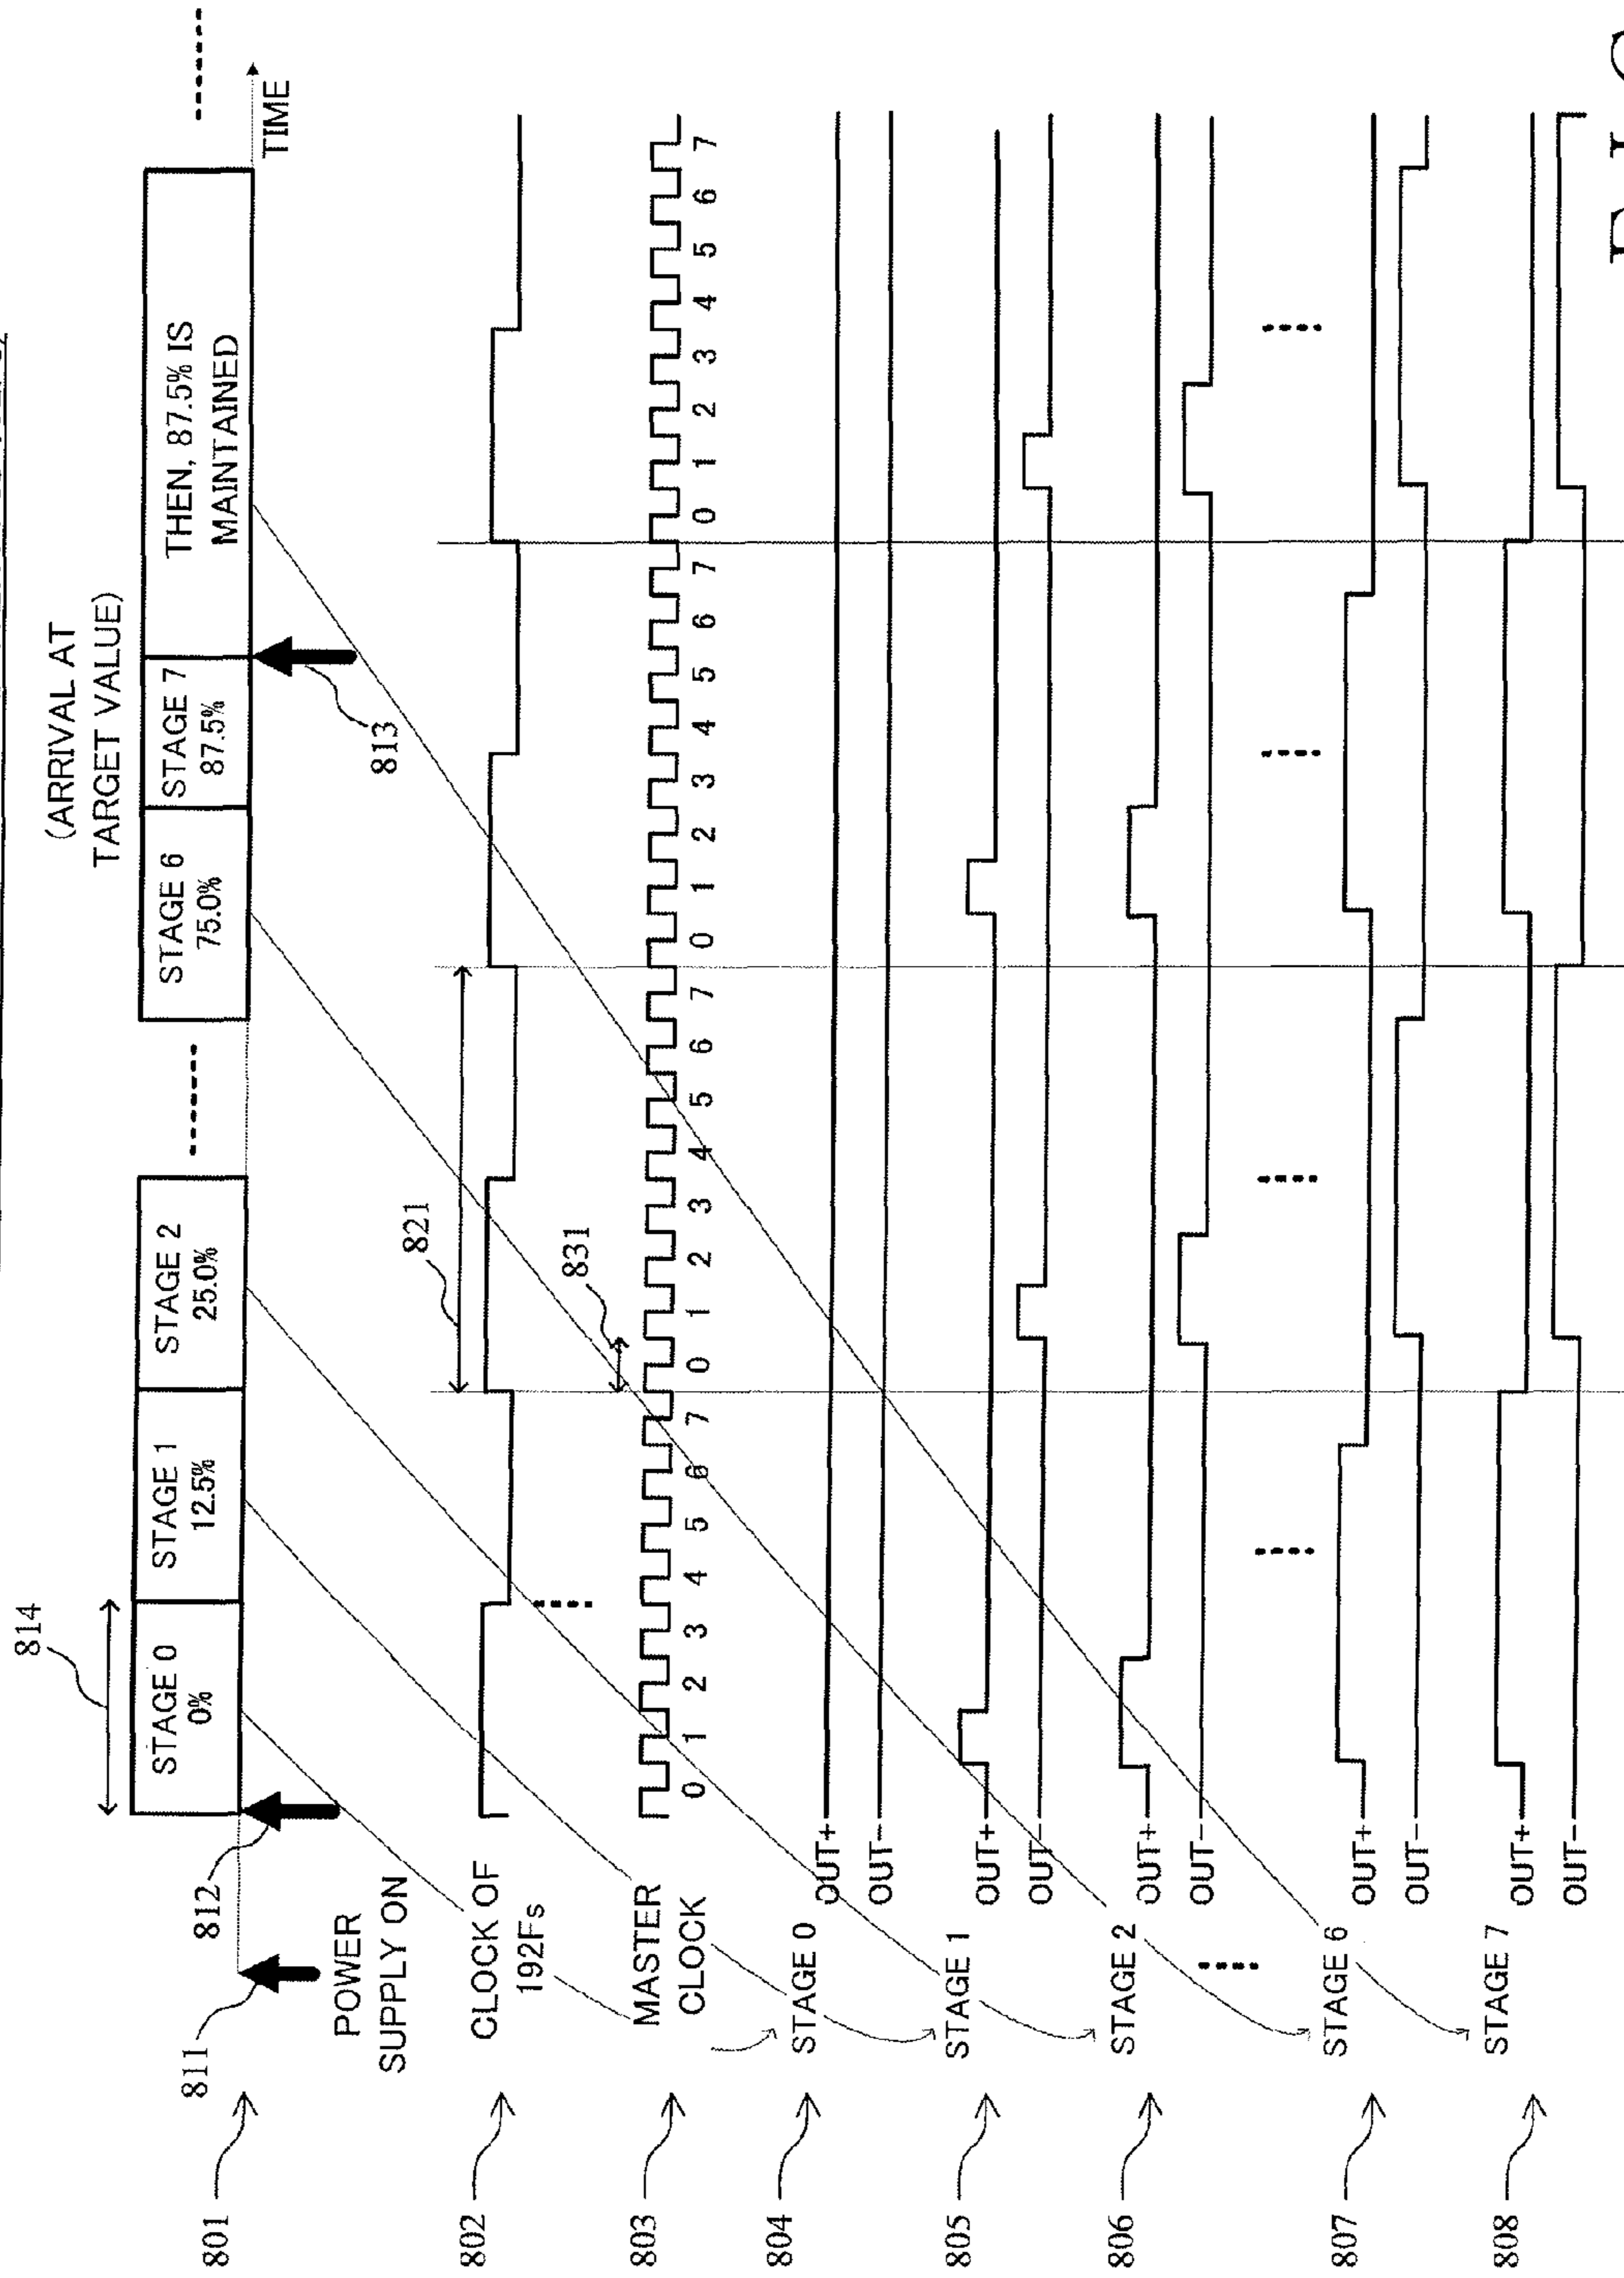 (ARRIVAL AT
TARGET VALUE)
814
STAGE 0
0%
STAGE 1
12.5%
STAGE 2
25.0%
STAGE 6
75.0%
STAGE 7
87.5%
THEN, 87.5% IS
MAINTAINED
TIME
801
811
812
813
POWER
SUPPLY ON
802
CLOCK OF
192Fs
821
831
803
MASTER
CLOCK
0 1 2 3 4 5 6 7 0 1 2 3 4 5 6 7 0 1 2 3 4 5 6 7 0 1 2 3 4 5 6 7
804
STAGE 0
OUT+
OUT-
805
STAGE 1
OUT+
OUT-
806
STAGE 2
OUT+
OUT-
807
STAGE 6
OUT+
OUT-
808
STAGE 7
OUT+
OUT-